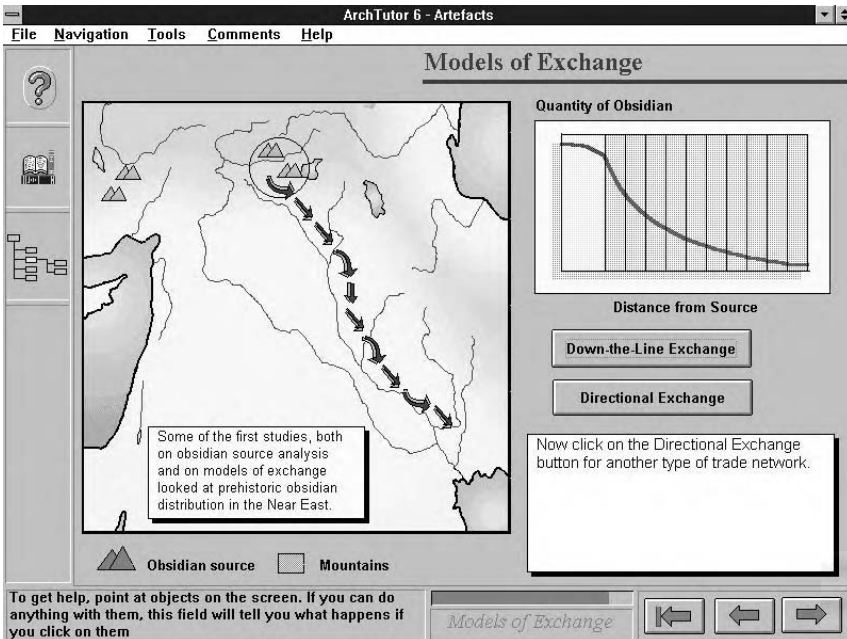 ArchTutor 6 - Artefacts
File Navigation Tools Comments Help
Models of Exchange
Quantity of Obsidian
Distance from Source
Down-the-Line Exchange
Directional Exchange
Some of the first studies, both
on obsidian source analysis
and on models of exchange
looked at prehistoric obsidian
distribution in the Near East.
Now click on the Directional Exchange
button for another type of trade network.
Obsidian source Mountains
To get help, point at objects on the screen. If you can do
anything with them, this field will tell you what happens if
you click on them
Models of Exchange